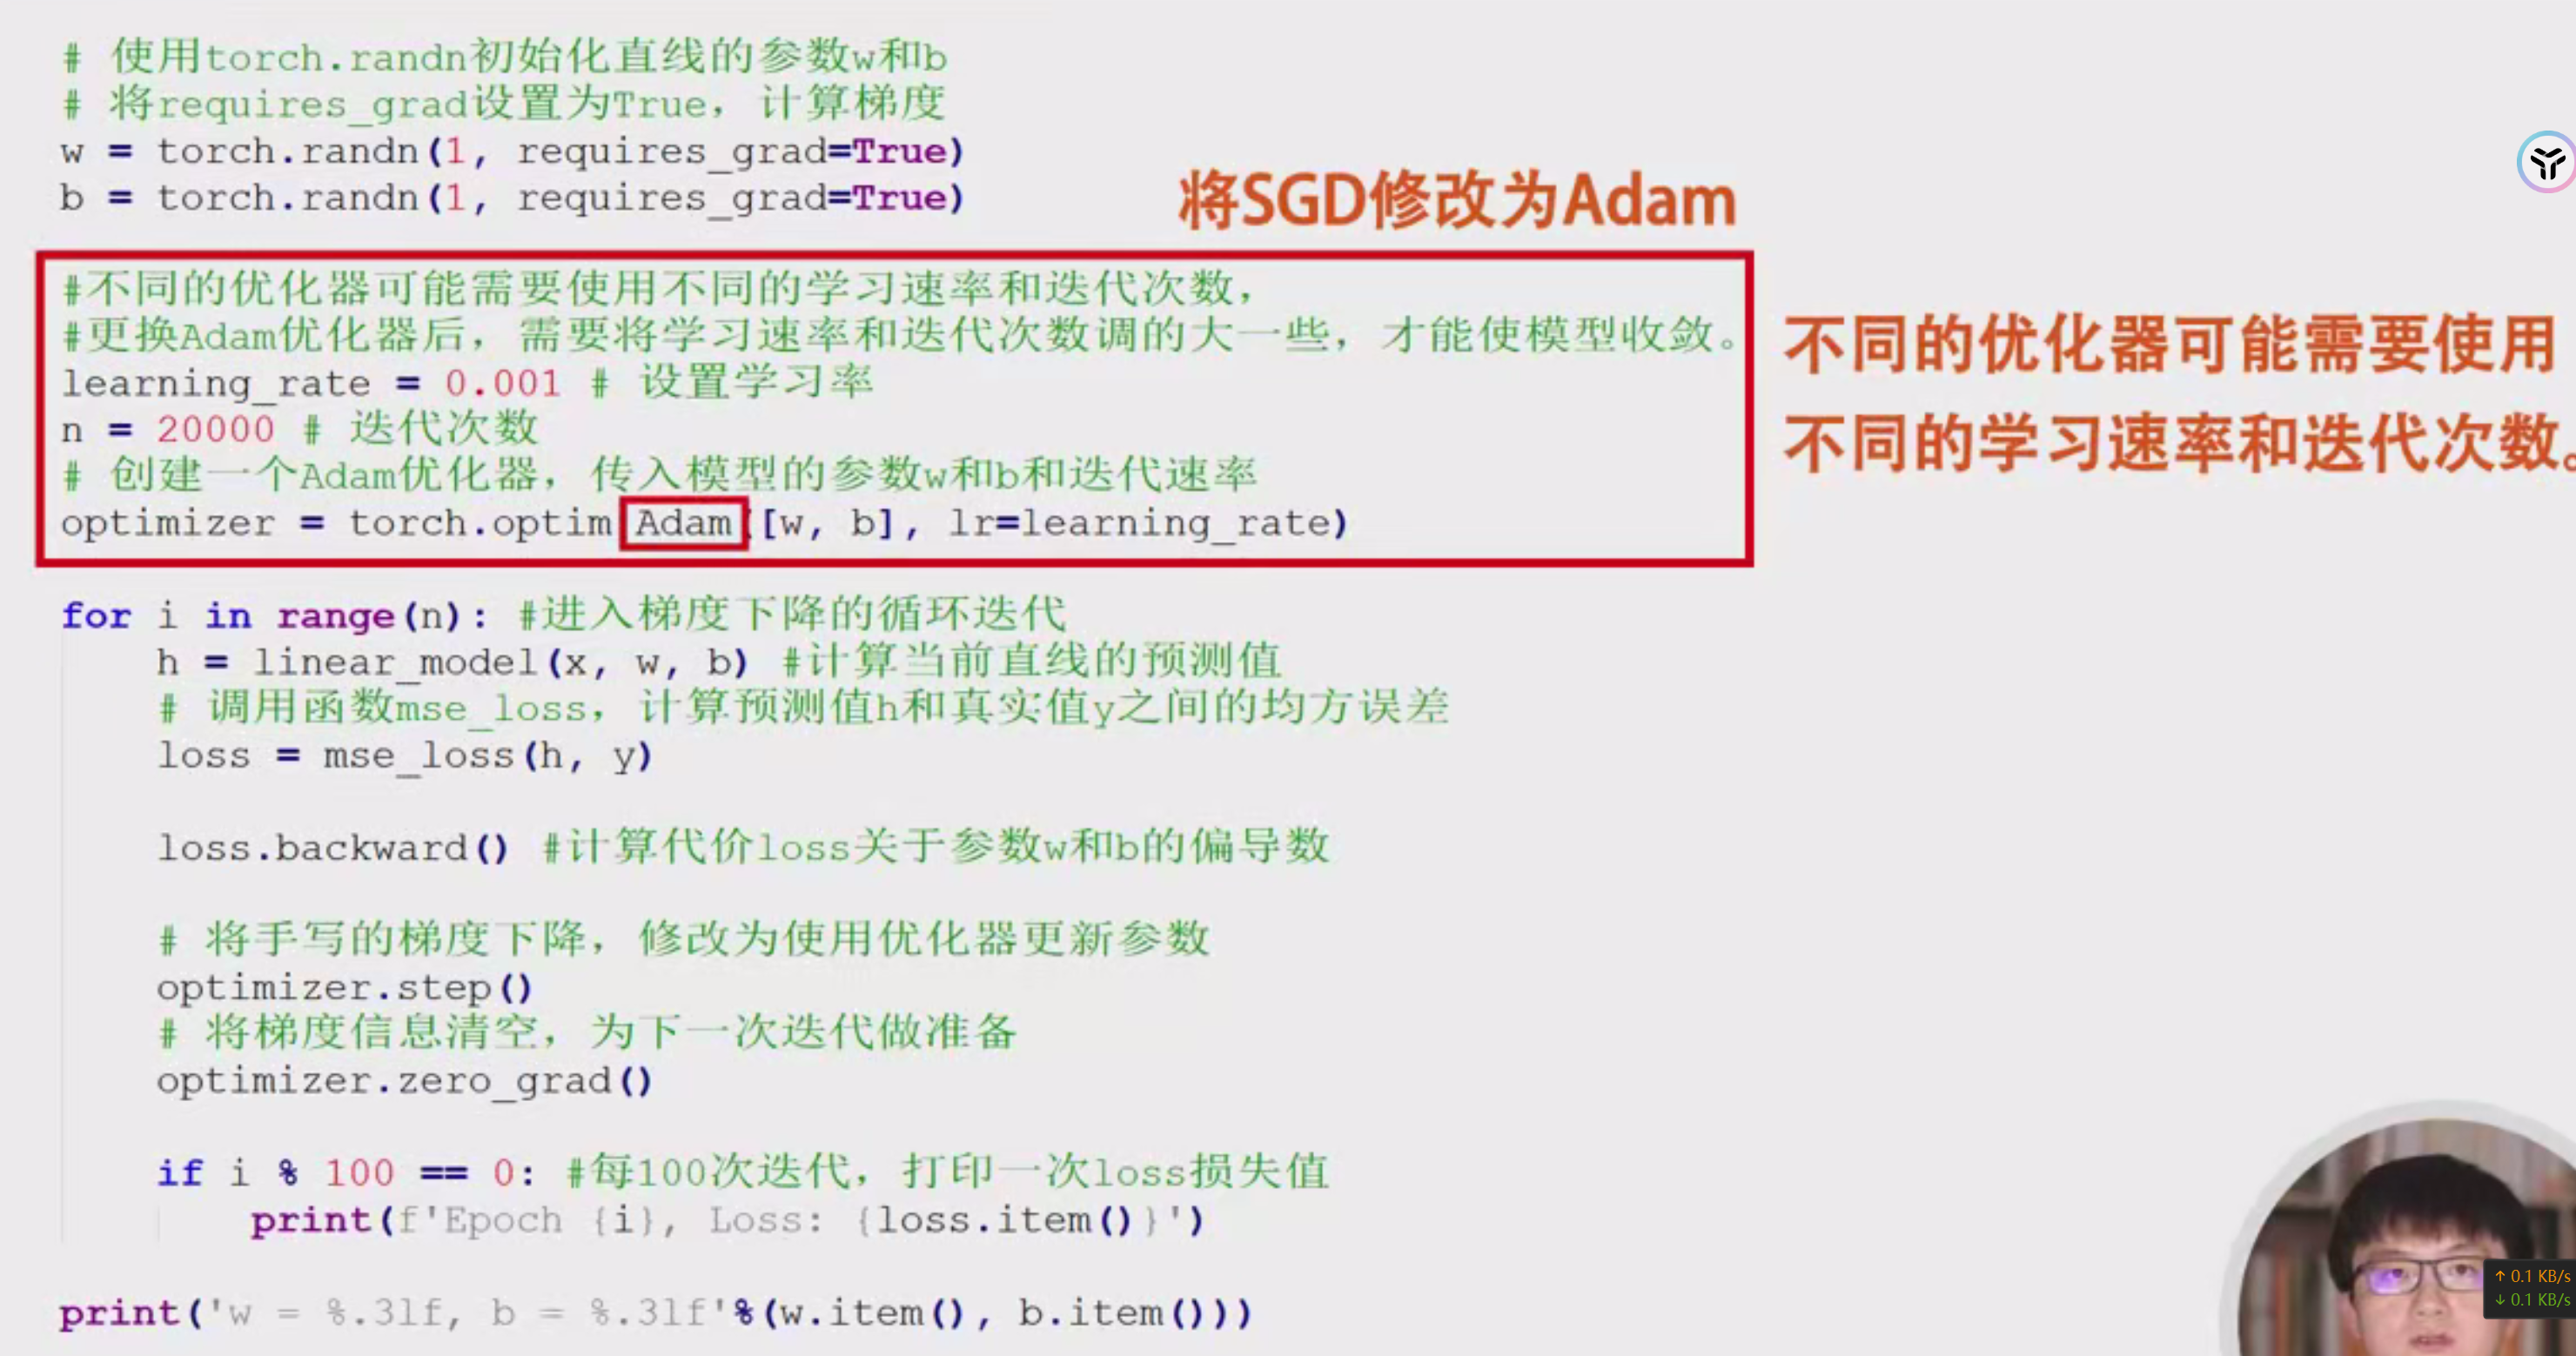 # 使用torch.randn初始化直线的参数w和b
# 将requires_grad设置为True，计算梯度
w = torch.randn(1, requires_grad=True)
b = torch.randn(1, requires_grad=True)
将SGD修改为Adam
#不同的优化器可能需要使用不同的学习速率和迭代次数，
#更换Adam优化器后，需要将学习速率和迭代次数调的大一些，才能使模型收敛。
learning_rate = 0.001 # 设置学习率
n = 20000 # 迭代次数
# 创建一个Adam优化器，传入模型的参数w和b和迭代速率
optimizer = torch.optim Adam([w, b], lr=learning_rate)
不同的优化器可能需要使用
不同的学习速率和迭代次数。
for i in range(n): #进入梯度下降的循环迭代
h = linear_model(x, w, b) #计算当前直线的预测值
# 调用函数mse_loss，计算预测值h和真实值y之间的均方误差
loss = mse_loss(h, y)
loss.backward() #计算代价loss关于参数w和b的偏导数
# 将手写的梯度下降，修改为使用优化器更新参数
optimizer.step()
# 将梯度信息清空，为下一次迭代做准备
optimizer.zero_grad()
if i % 100 == 0: #每100次迭代，打印一次loss损失值
print(f'Epoch {i}, Loss: {loss.item()}')
print('w = %.3lf, b = %.3lf'%(w.item(), b.item()))
↑ 0.1 KB/s
↓ 0.1 KB/s